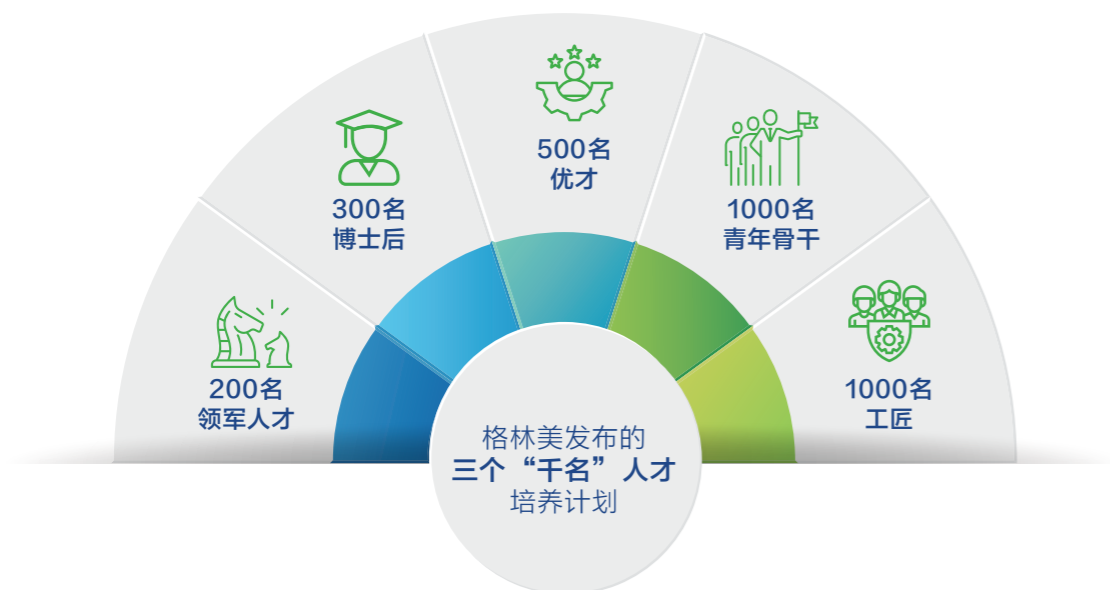 200名
领军人才
300名
博士后
500名
优才
1000名
青年骨干
1000名
工匠
格林美发布的
三个“千名”人才
培养计划